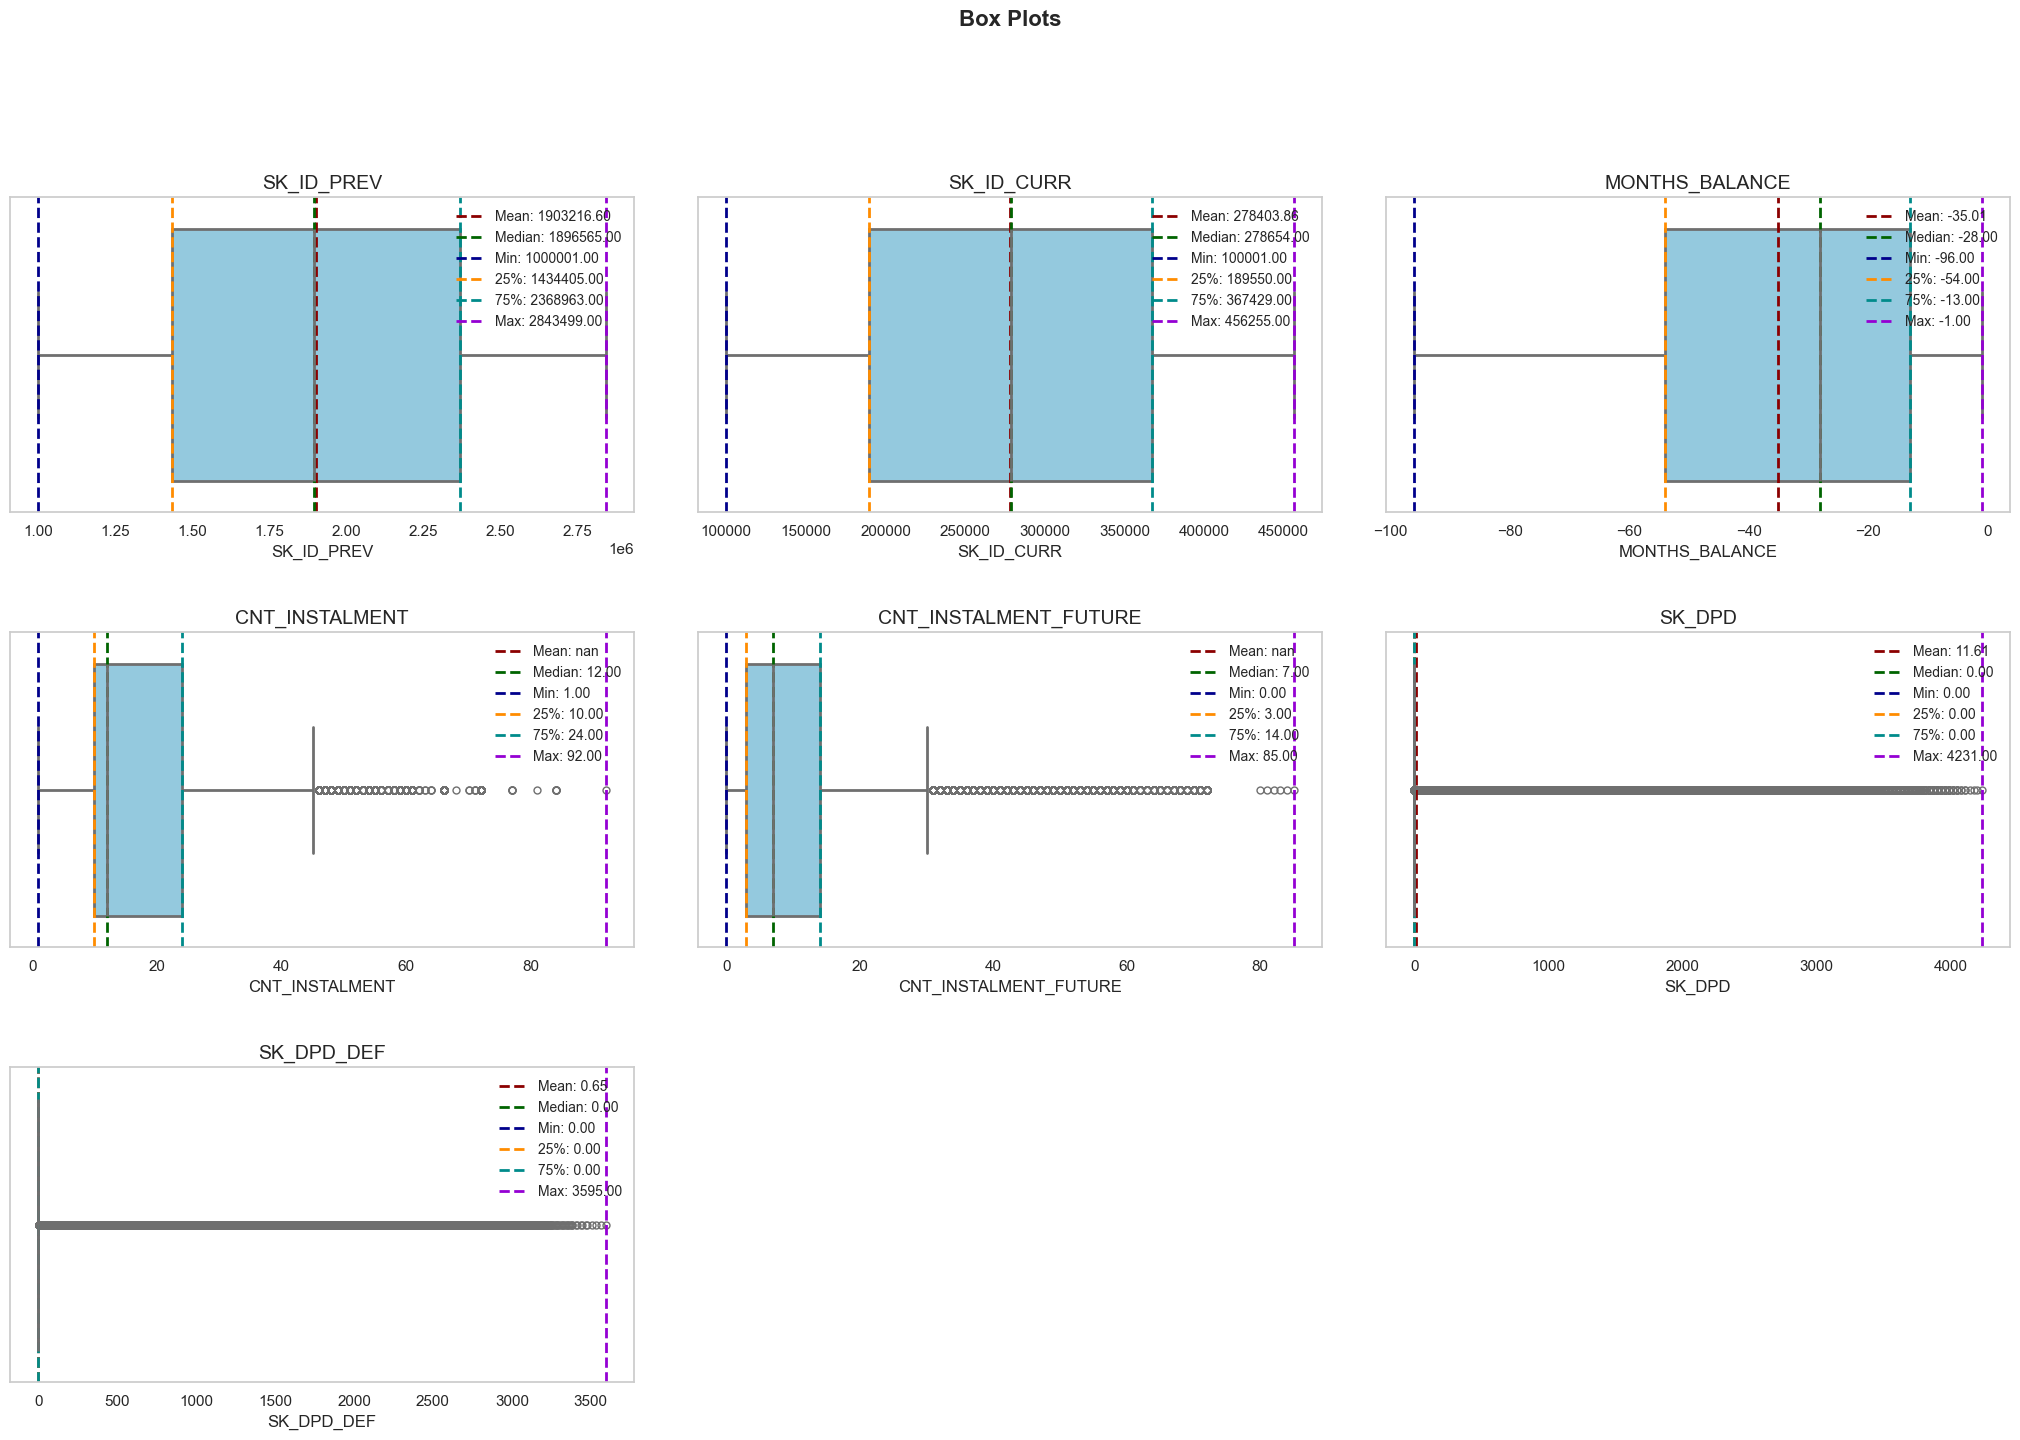 Box Plots
SK_ID_PREV
Mean: 1903216.60
Median: 1896565.00
Min: 1000001.00
25%: 1434405.00
75%: 2368963.00
Max: 2843499.00
1.00 1.25 1.50 1.75 2.00 2.25 2.50 2.75
1e6
SK_ID_PREV
SK_ID_CURR
Mean: 278403.86
Median: 278654.00
Min: 100001.00
25%: 189550.00
75%: 367429.00
Max: 456255.00
100000 150000 200000 250000 300000 350000 400000 450000
SK_ID_CURR
MONTHS_BALANCE
Mean: -35.01
Median: -28.00
Min: -96.00
25%: -54.00
75%: -13.00
Max: -1.00
−100 −80 −60 −40 −20 0
MONTHS_BALANCE
CNT_INSTALMENT
Mean: nan
Median: 12.00
Min: 1.00
25%: 10.00
75%: 24.00
Max: 92.00
0 20 40 60 80
CNT_INSTALMENT
CNT_INSTALMENT_FUTURE
Mean: nan
Median: 7.00
Min: 0.00
25%: 3.00
75%: 14.00
Max: 85.00
0 20 40 60 80
CNT_INSTALMENT_FUTURE
SK_DPD
Mean: 11.61
Median: 0.00
Min: 0.00
25%: 0.00
75%: 0.00
Max: 4231.00
0 1000 2000 3000 4000
SK_DPD
SK_DPD_DEF
Mean: 0.65
Median: 0.00
Min: 0.00
25%: 0.00
75%: 0.00
Max: 3595.00
0 500 1000 1500 2000 2500 3000 3500
SK_DPD_DEF